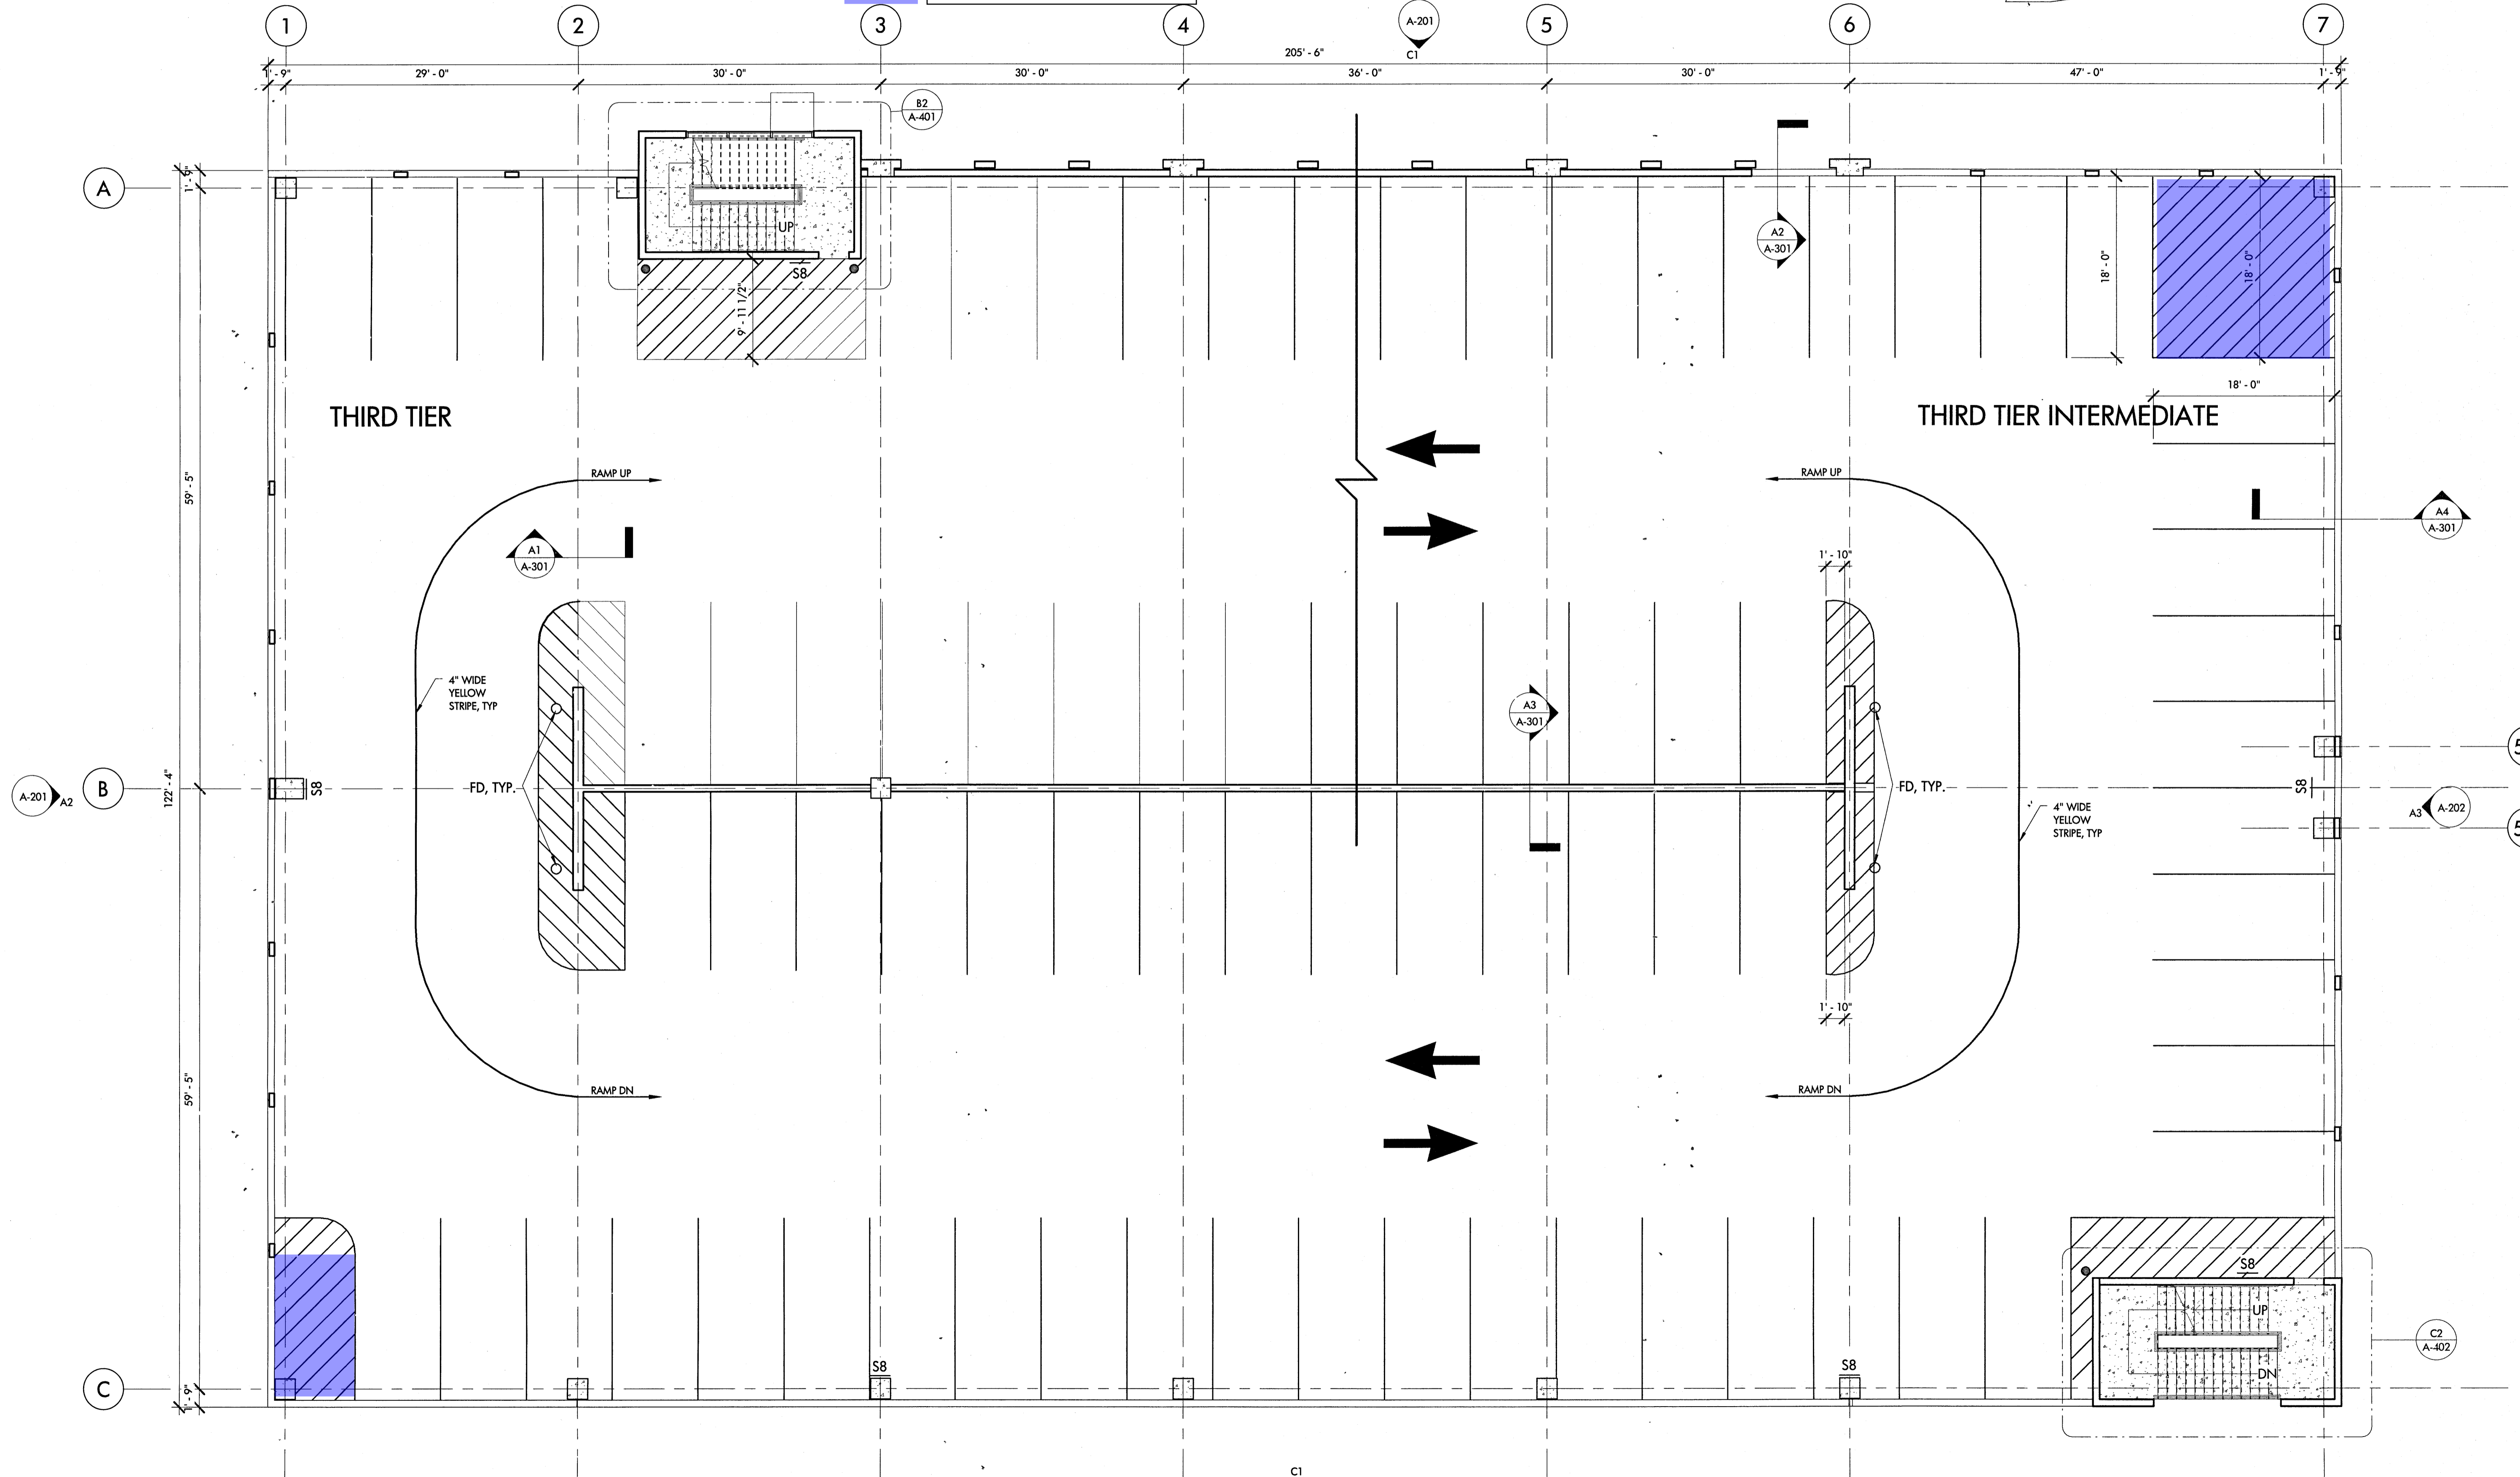 1
2
3
4
5
6
7
A-201
C1
205' - 6"
1' - 9"
29' - 0"
30' - 0"
30' - 0"
36' - 0"
30' - 0"
47' - 0"
1' - 9"
B2
A-401
A
1' - 9"
UP
S8
9' - 11 1/2"
A2
A-301
18' - 0"
18' - 0"
18' - 0"
THIRD TIER
THIRD TIER INTERMEDIATE
59' - 5"
RAMP UP
RAMP UP
A1
A-301
A4
A-301
1' - 10"
4" WIDE
YELLOW
STRIPE, TYP
A3
A-301
122' - 4"
A-201
A2
B
S8
FD, TYP.
FD, TYP.
S8
4" WIDE
YELLOW
STRIPE, TYP
A3
A-202
1' - 10"
59' - 5"
RAMP DN
RAMP DN
S8
UP
DN
C2
A-402
C
1' - 9"
S8
S8
C1